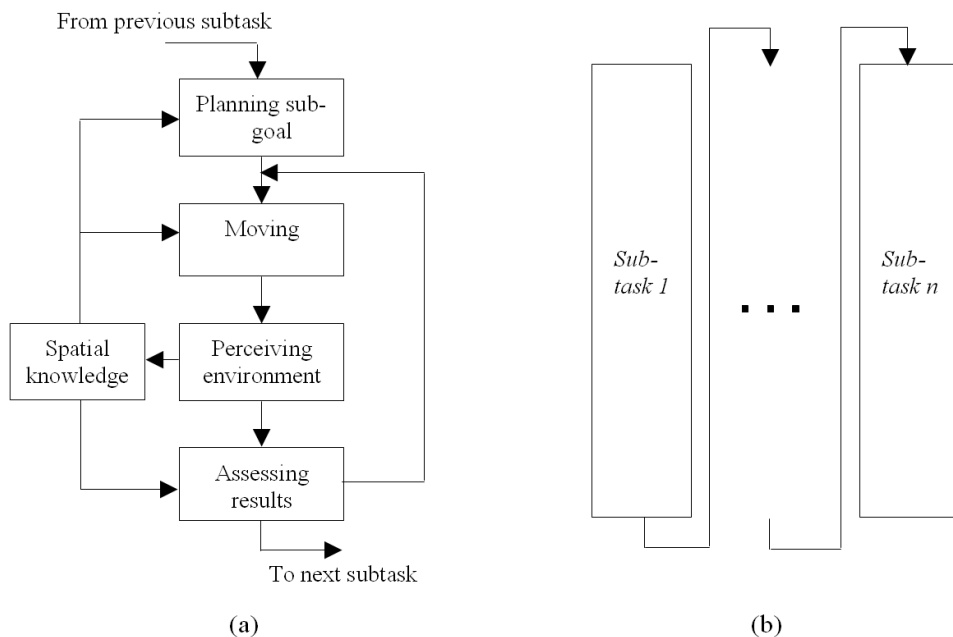 From previous subtask
Planning sub-
goal
Moving
Spatial
knowledge
Perceiving
environment
Assessing
results
To next subtask
(a)
Sub-
task 1
. . .
Sub-
task n
(b)